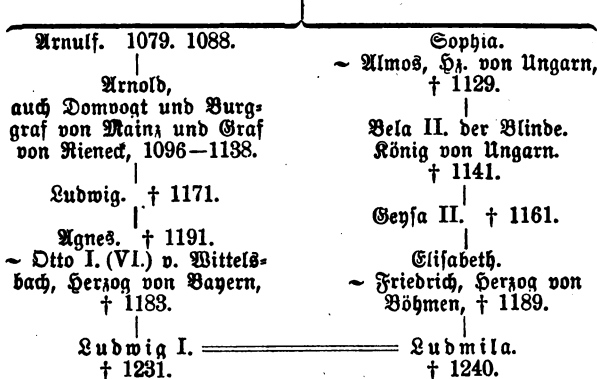 Arnulf. 1079. 1088.
Arnold,
auch Domvogt und Burg-
graf von Mainz und Graf
von Rieneck, 1096—1138.
Ludwig. † 1171.
Agnes. † 1191.
~ Otto I. (VI.) v. Wittels-
bach, Herzog von Bayern,
† 1183.
Ludwig I.
† 1231.
Sophia.
~ Almos, Hz. von Ungarn,
† 1129.
Bela II. der Blinde.
König von Ungarn.
† 1141.
Geysa II. † 1161.
Elisabeth.
~ Friedrich, Herzog von
Böhmen, † 1189.
Ludmila.
† 1240.